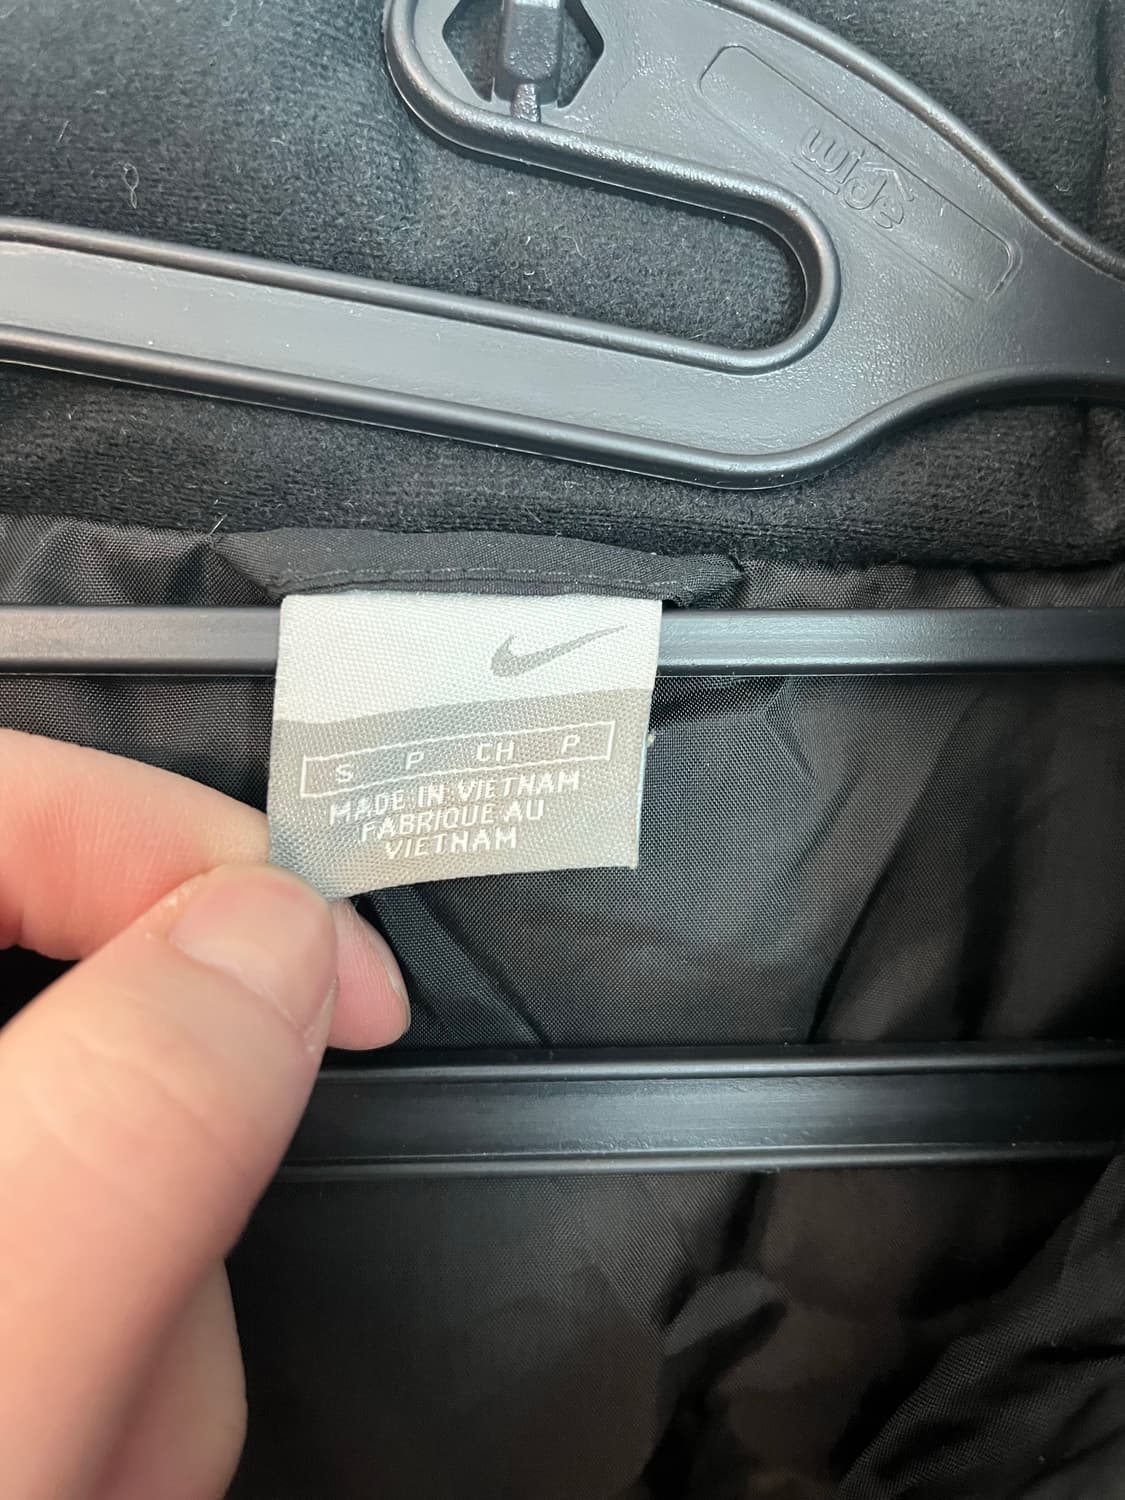 wide
S P CH P
MADE IN VIETNAM
FABRIQUE AU
VIETNAM